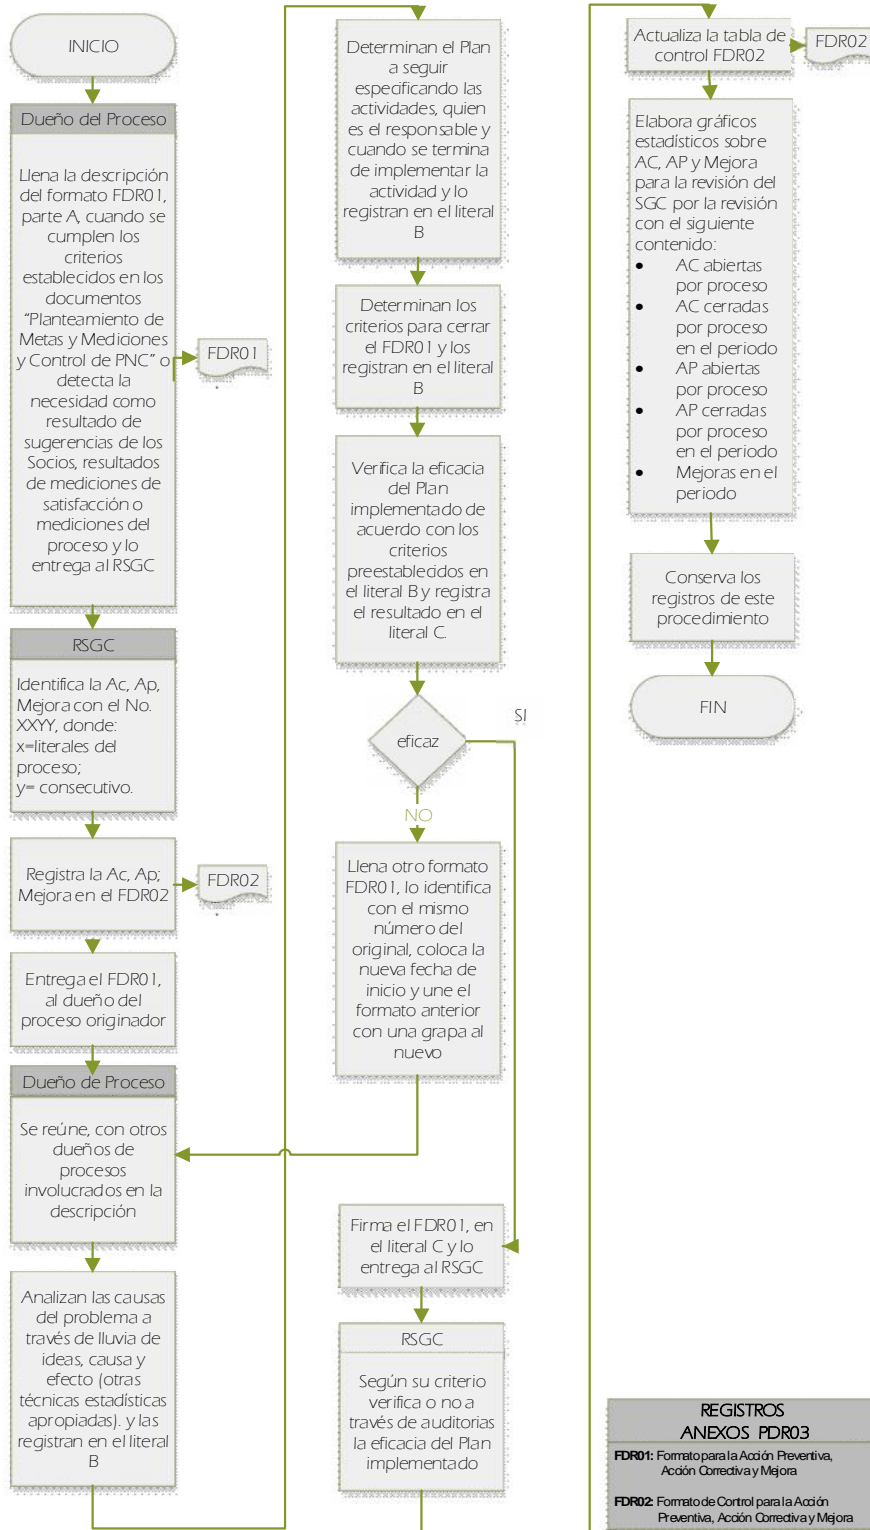 INICIO
Dueño del Proceso
Llena la descripción
del formato FDR01,
parte A, cuando se
cumplen los
criterios
establecidos en los
documentos
“Planteamiento de
Metas y Mediciones
y Control de PNC” o
detecta la
necesidad como
resultado de
sugerencias de los
Socios, resultados
de mediciones de
satisfacción o
mediciones del
proceso y lo
entrega al RSGC
FDR01
RSGC
Identifica la Ac, Ap,
Mejora con el No.
XXYY, donde:
x=literales del
proceso;
y= consecutivo.
Registra la Ac, Ap;
Mejora en el FDR02
FDR02
Entrega el FDR01,
al dueño del
proceso originador
Dueño de Proceso
Se reúne, con otros
dueños de
procesos
involucrados en la
descripción
Analizan las causas
del problema a
través de lluvia de
ideas, causa y
efecto (otras
técnicas estadísticas
apropiadas). y las
registran en el literal
B
Determinan el Plan
a seguir
especificando las
actividades, quien
es el responsable y
cuando se termina
de implementar la
actividad y lo
registran en el literal
B
Determinan los
criterios para cerrar
el FDR01 y los
registran en el literal
B
Verifica la eficacia
del Plan
implementado de
acuerdo con los
criterios
preestablecidos en
el literal B y registra
el resultado en el
literal C.
eficaz
SI
NO
Llena otro formato
FDR01, lo identifica
con el mismo
número del
original, coloca la
nueva fecha de
inicio y une el
formato anterior
con una grapa al
nuevo
Firma el FDR01, en
el literal C y lo
entrega al RSGC
RSGC
Según su criterio
verifica o no a
través de auditorias
la eficacia del Plan
implementado
Actualiza la tabla de
control FDR02
FDR02
Elabora gráficos
estadísticos sobre
AC, AP y Mejora
para la revisión del
SGC por la revisión
con el siguiente
contenido:
• AC abiertas
por proceso
• AC cerradas
por proceso
en el periodo
• AP abiertas
por proceso
• AP cerradas
por proceso
en el periodo
• Mejoras en el
periodo
Conserva los
registros de este
procedimiento
FIN
REGISTROS
ANEXOS PDR03
FDR01: Formato para la Acción Preventiva,
Acción Correctiva y Mejora
FDR02: Formato de Control para la Acción
Preventiva, Acción Correctiva y Mejora